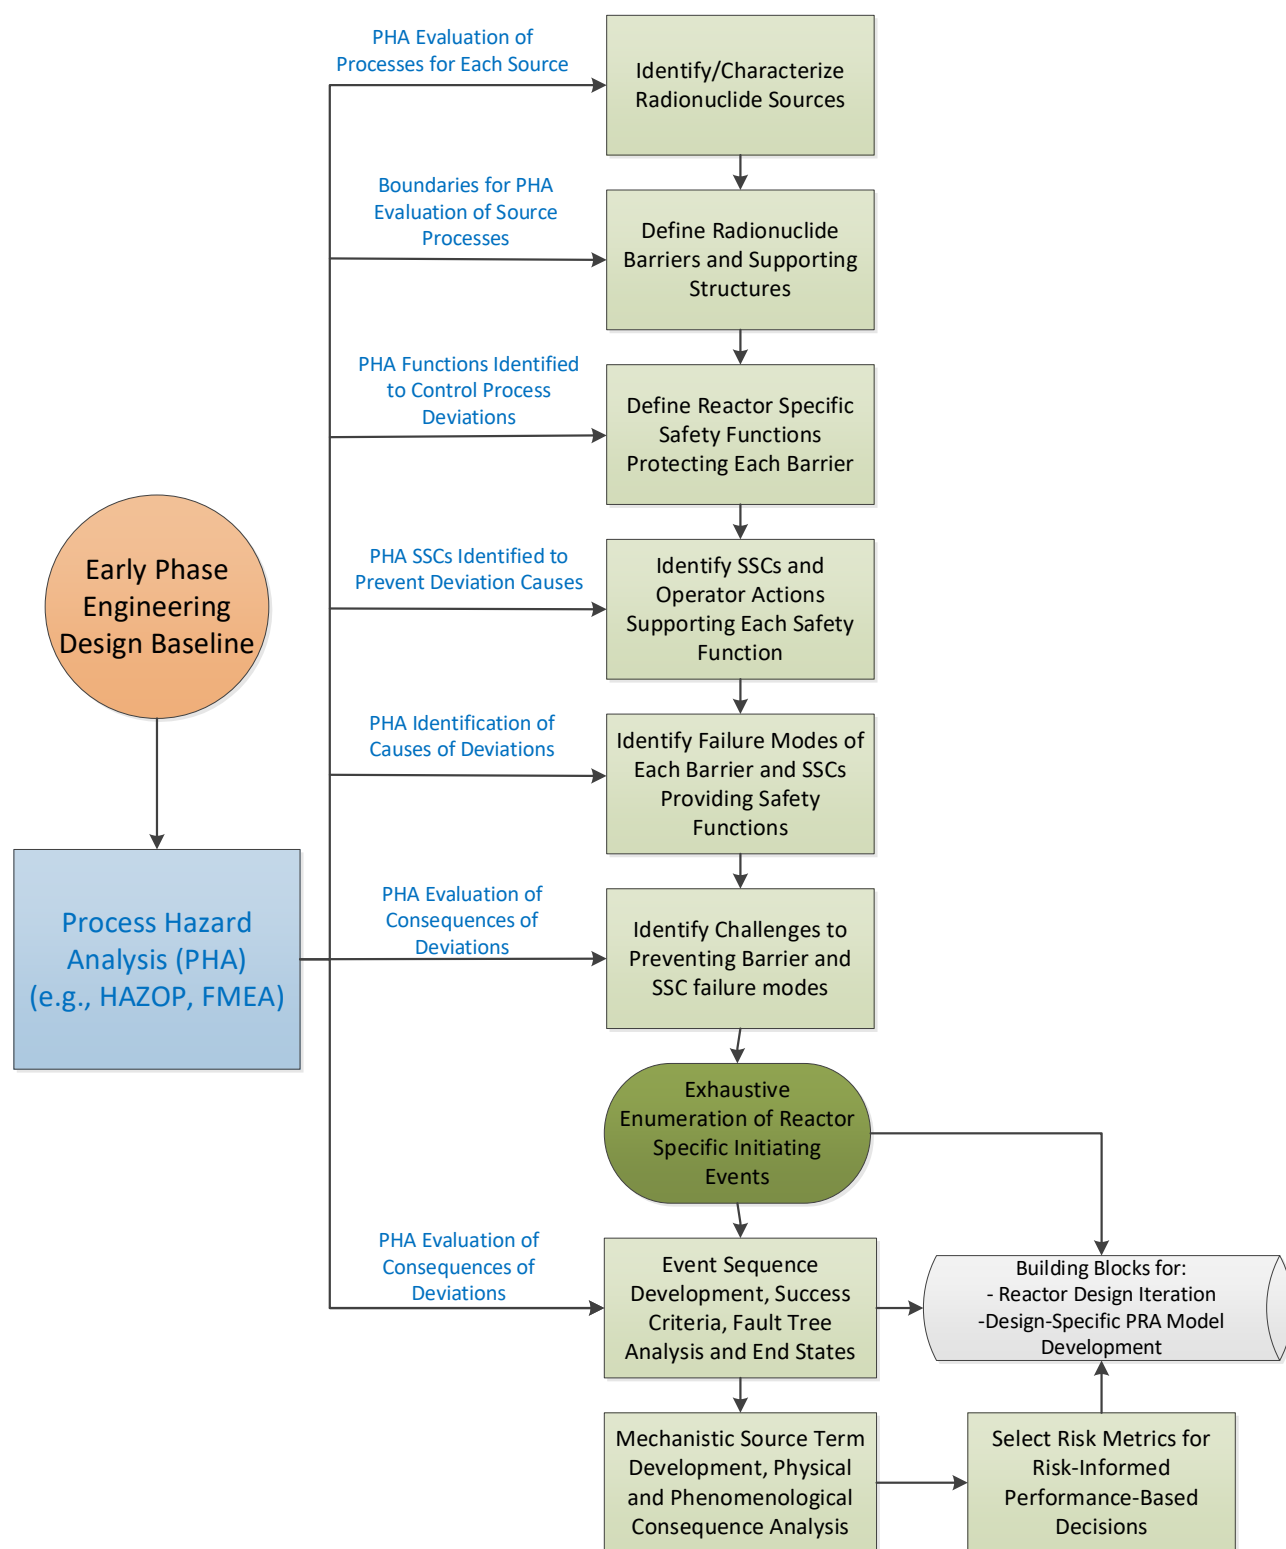 PHA Evaluation of
Processes for Each Source
Identify/Characterize
Radionuclide Sources
Boundaries for PHA
Evaluation of Source
Processes
Define Radionuclide
Barriers and Supporting
Structures
PHA Functions Identified
to Control Process
Deviations
Define Reactor Specific
Safety Functions
Protecting Each Barrier
Early Phase
Engineering
Design Baseline
PHA SSCs Identified to
Prevent Deviation Causes
Identify SSCs and
Operator Actions
Supporting Each Safety
Function
PHA Identification of
Causes of Deviations
Identify Failure Modes of
Each Barrier and SSCs
Providing Safety
Functions
Process Hazard
Analysis (PHA)
(e.g., HAZOP, FMEA)
PHA Evaluation of
Consequences of
Deviations
Identify Challenges to
Preventing Barrier and
SSC failure modes
Exhaustive
Enumeration of Reactor
Specific Initiating
Events
PHA Evaluation of
Consequences of
Deviations
Event Sequence
Development, Success
Criteria, Fault Tree
Analysis and End States
Building Blocks for:
- Reactor Design Iteration
-Design-Specific PRA Model
Development
Mechanistic Source Term
Development, Physical
and Phenomenological
Consequence Analysis
Select Risk Metrics for
Risk-Informed
Performance-Based
Decisions